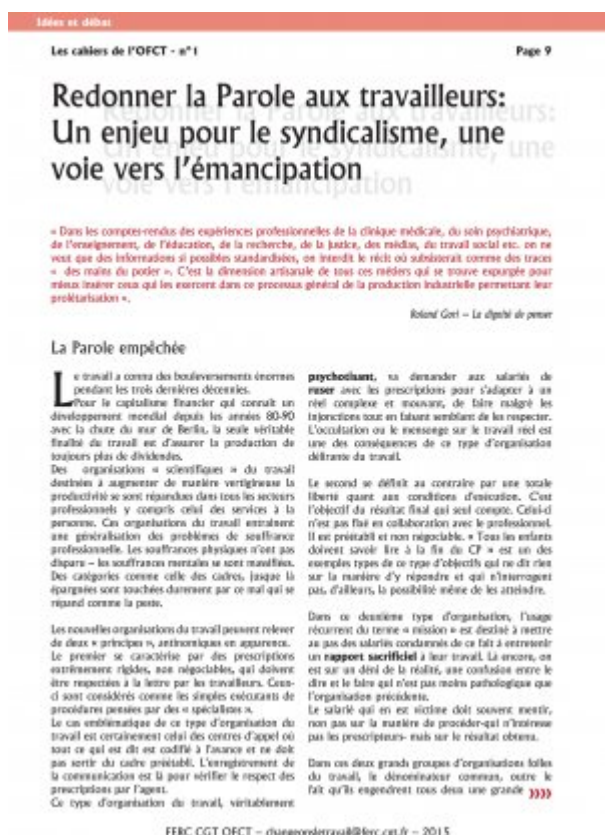 Idées et débat
Les cahiers de l'OFCT - n°1
Page 9
Redonner la Parole aux travailleurs:
Un enjeu pour le syndicalisme, une
voie vers l'émancipation
« Dans les comptes-rendus des expériences professionnelles de la clinique médicale, du soin psychiatrique,
de l'enseignement, de l'éducation, de la recherche, de la justice, des médias, du travail social etc. on ne
veut que des informations si possibles standardisées, on interdit le récit où subsisterait comme des traces
« des mains du potier ». C'est la dimension artisanale de tous ces métiers qui se trouve expurgée pour
mieux insérer ceux qui les exercent dans ce processus général de la production industrielle permettant leur
prolétarisation ».
Roland Gori – La dignité de penser
La Parole empêchée
Le travail a connu des bouleversements énormes
pendant les trois dernières décennies.
Pour le capitalisme financier qui connait un
développement mondial depuis les années 80-90
avec la chute du mur de Berlin, la seule véritable
finalité du travail est d'assurer la production de
toujours plus de dividendes.
Des organisations « scientifiques » du travail
destinées à augmenter de manière vertigineuse la
productivité se sont répandues dans tous les secteurs
professionnels y compris celui des services à la
personne. Ces organisations du travail entrainent
une généralisation des problèmes de souffrance
professionnelle. Les souffrances physiques n'ont pas
disparu – les souffrances mentales se sont massifiées.
Des catégories comme celle des cadres, jusque là
épargnées sont touchées durement par ce mal qui se
répand comme la peste.
Les nouvelles organisations du travail peuvent relever
de deux « principes », antinomiques en apparence.
Le premier se caractérise par des prescriptions
extrêmement rigides, non négociables, qui doivent
être respectées à la lettre par les travailleurs. Ceux-
ci sont considérés comme les simples exécutants de
procédures pensées par des « spécialistes ».
Le cas emblématique de ce type d'organisation du
travail est certainement celui des centres d'appel où
tout ce qui est dit est codifié à l'avance et ne doit
pas sortir du cadre préétabli. L'enregistrement de
la communication est là pour vérifier le respect des
prescriptions par l'agent.
Ce type d'organisation du travail, véritablement
psychotisant, va demander aux salariés de
ruser avec les prescriptions pour s'adapter à un
réel complexe et mouvant, de faire malgré les
injonctions tout en faisant semblant de les respecter.
L'occultation ou le mensonge sur le travail réel est
une des conséquences de ce type d'organisation
délirante du travail.
Le second se définit au contraire par une totale
liberté quant aux conditions d'exécution. C'est
l'objectif du résultat final qui seul compte. Celui-ci
n'est pas fixé en collaboration avec le professionnel.
Il est préétabli et non négociable. « Tous les enfants
doivent savoir lire à la fin du CP » est un des
exemples types de ce type d'objectifs qui ne dit rien
sur la manière d'y répondre et qui n'interrogent
pas, d'ailleurs, la possibilité même de les atteindre.
Dans ce deuxième type d'organisation, l'usage
récurrent du terme « mission » est destiné à mettre
au pas des salariés condamnés de ce fait à entretenir
un rapport sacrificiel à leur travail. Là encore, on
est sur un déni de la réalité, une confusion entre le
dire et le faire qui n'est pas moins pathologique que
l'organisation précédente.
Le salarié qui en est victime doit souvent mentir,
non pas sur la manière de procéder-qui n'intéresse
pas les prescripteurs- mais sur le résultat obtenu.
Dans ces deux grands groupes d'organisations folles
du travail, le dénominateur commun, outre le
fait qu'ils engendrent tous deux une grande »»
FERC CGT OFCT – changeonsletravail@ferc.cgt.fr – 2015